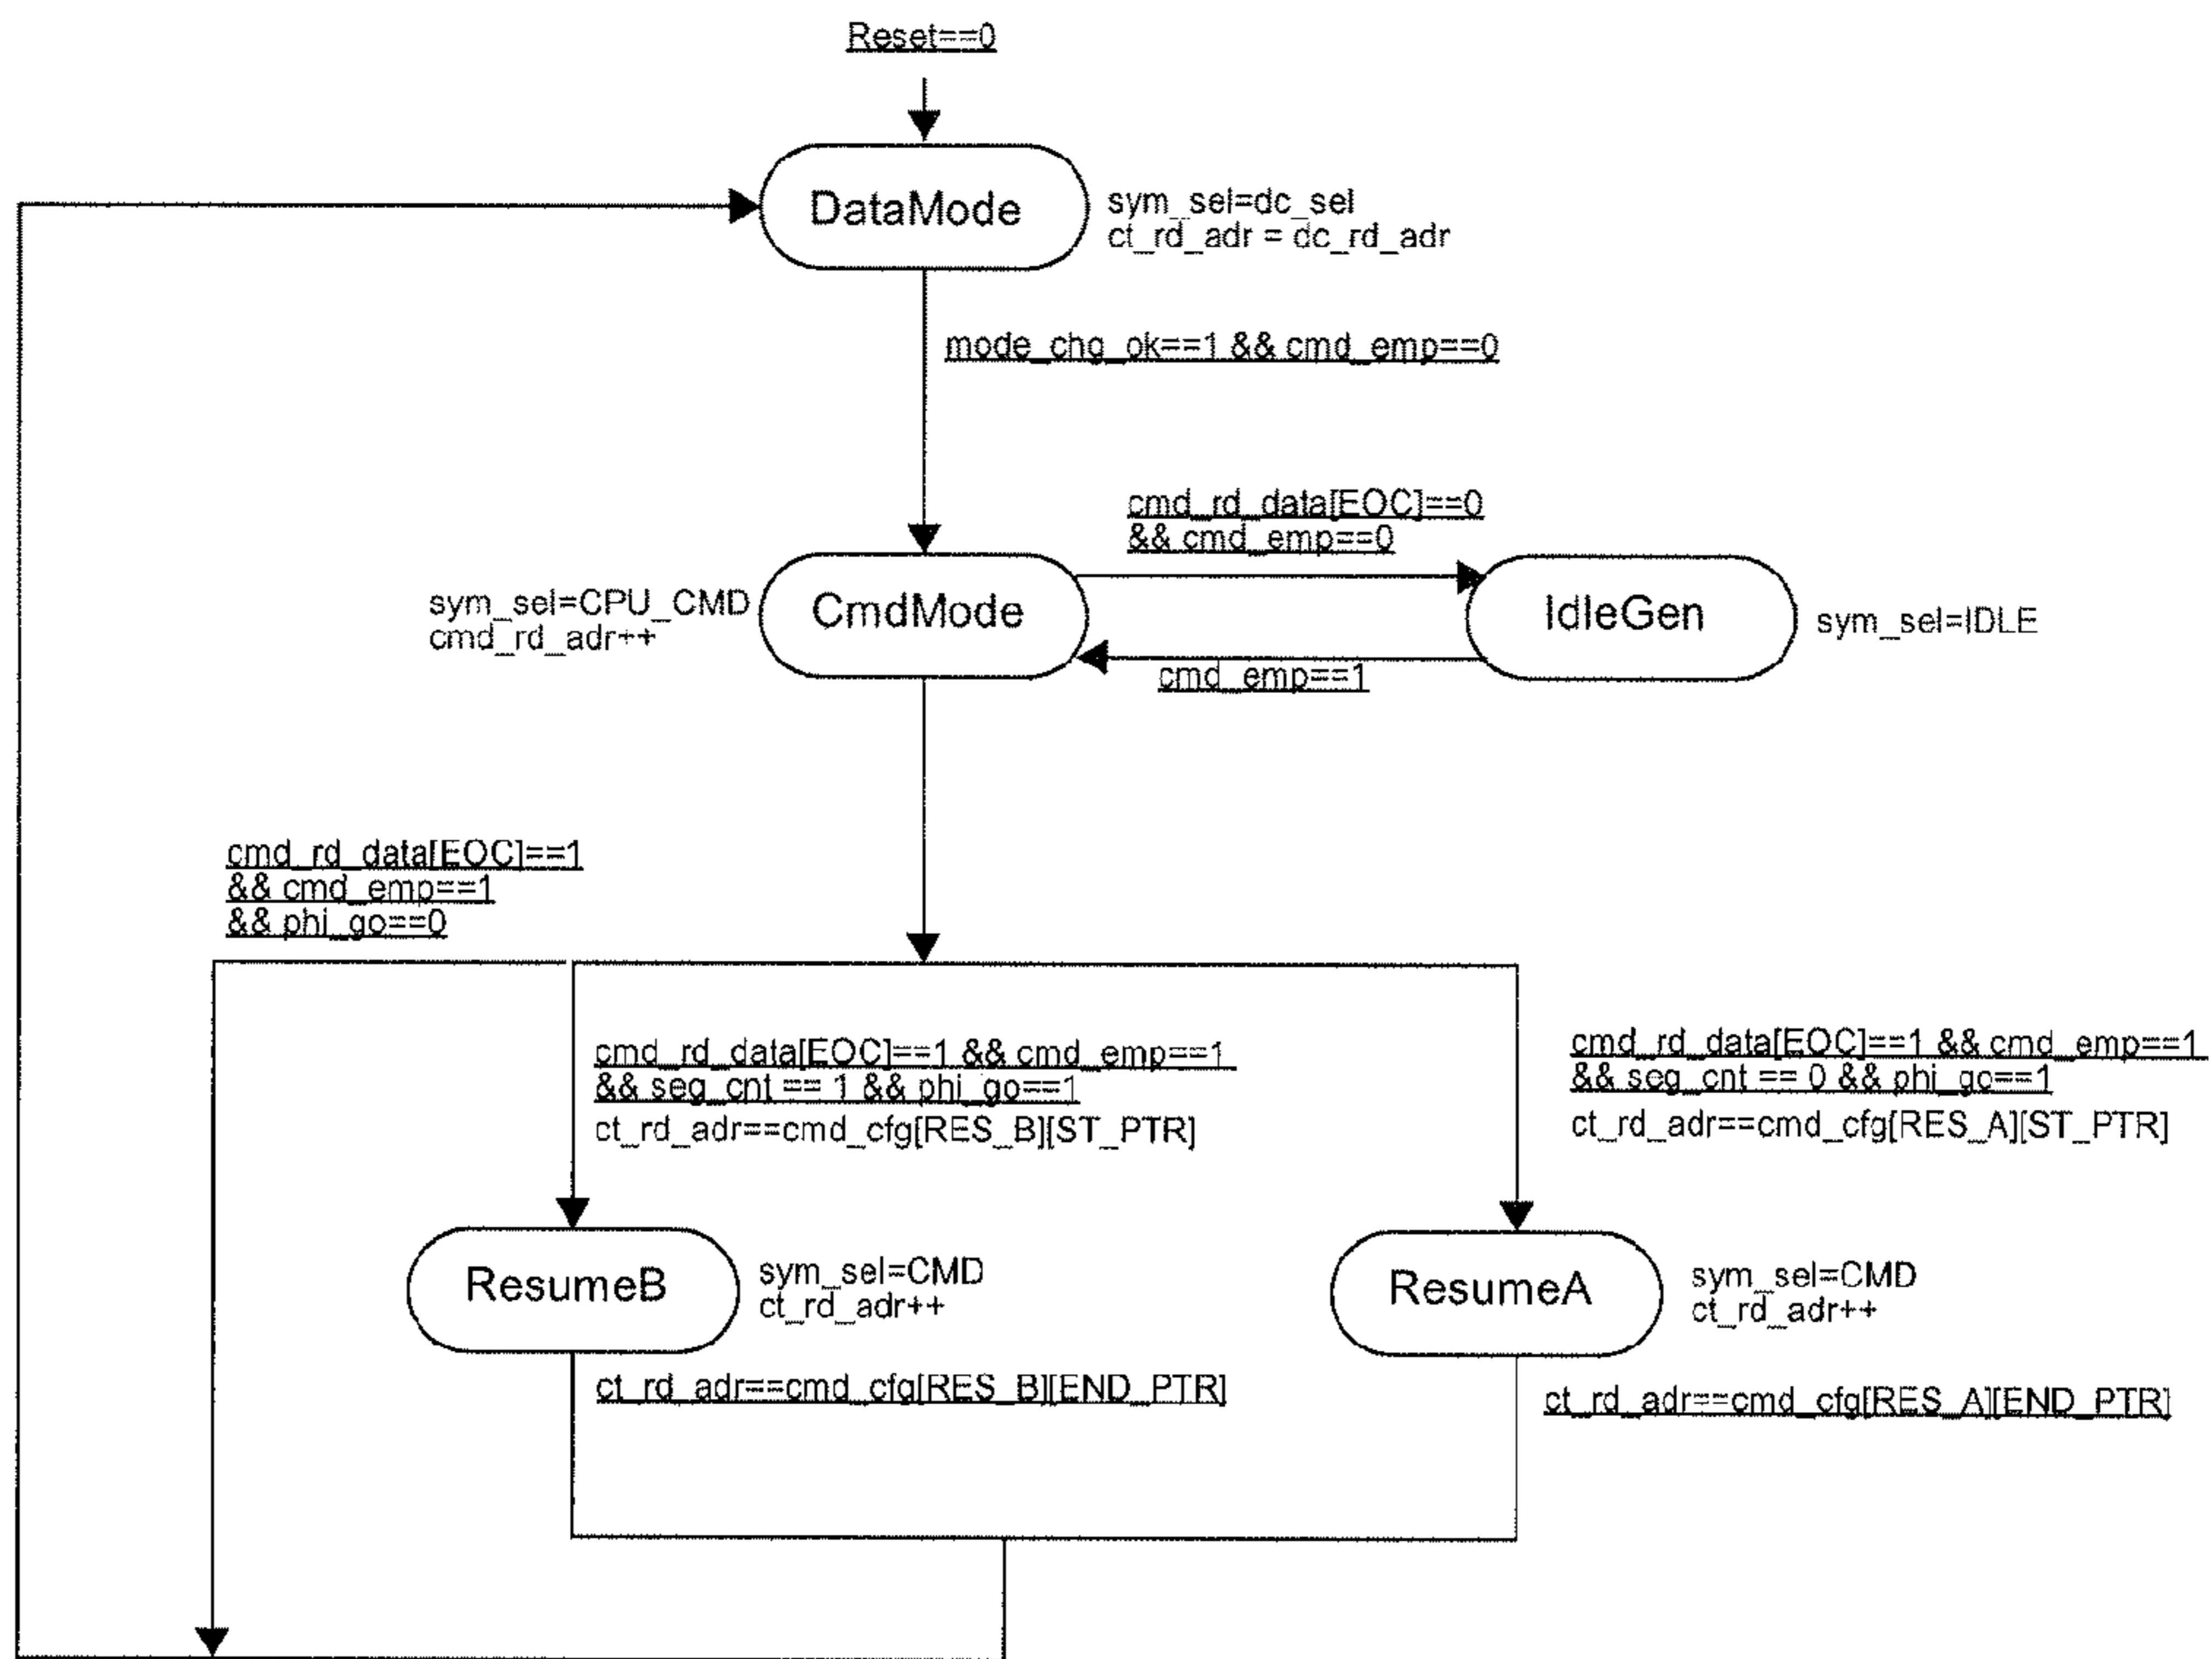 Reset==0
DataMode
sym_sel=dc_sel
ct_rd_adr = dc_rd_adr
mode_chg_ok==1 && cmd_emp==0
cmd_rd_data[EOC]==0
&& cmd_emp==0
CmdMode
sym_sel=CPU_CMD
cmd_rd_adr++
IdleGen
sym_sel=IDLE
cmd_emp==1
cmd_rd_data[EOC]==1
&& cmd_emp==1
&& phi_go==0
cmd_rd_data[EOC]==1 && cmd_emp==1
&& seg_cnt == 1 && phi_go==1
ct_rd_adr==cmd_cfg[RES_B][ST_PTR]
cmd_rd_data[EOC]==1 && cmd_emp==1
&& seg_cnt == 0 && phi_go==1
ct_rd_adr==cmd_cfg[RES_A][ST_PTR]
ResumeB
sym_sel=CMD
ct_rd_adr++
ResumeA
sym_sel=CMD
ct_rd_adr++
ct_rd_adr==cmd_cfg[RES_B][END_PTR]
ct_rd_adr==cmd_cfg[RES_A][END_PTR]